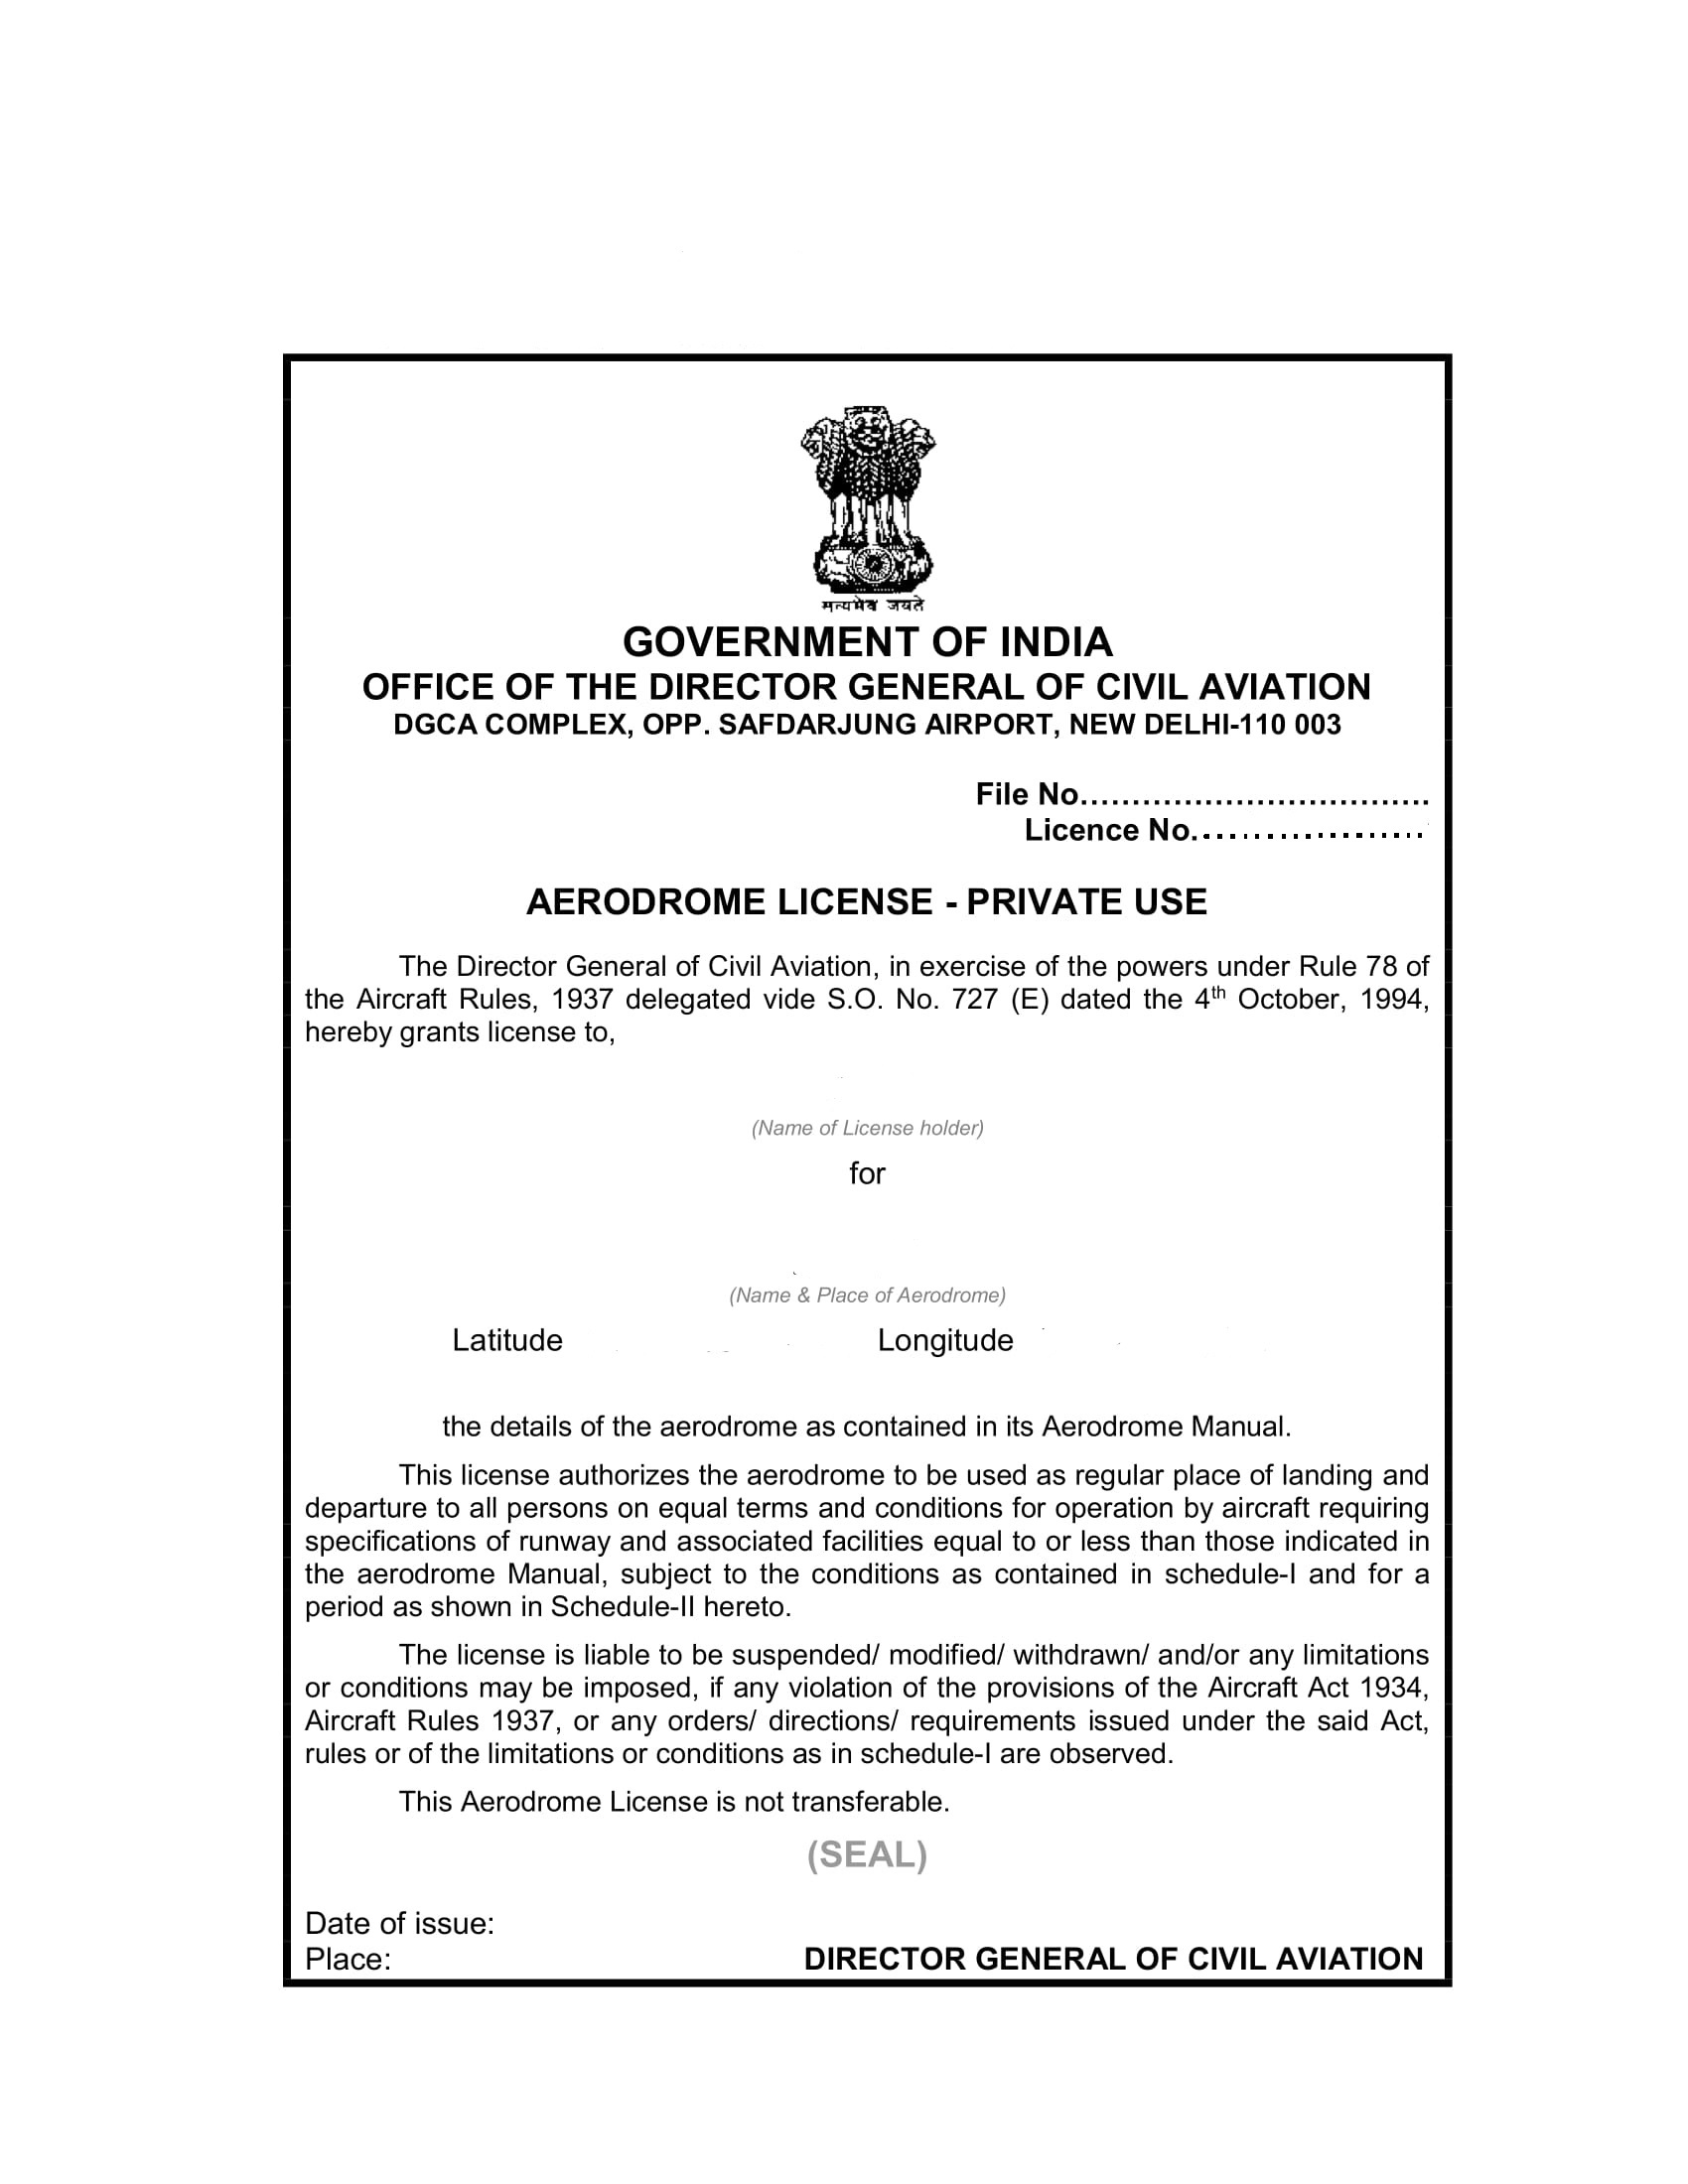 सत्यमेव जयते
GOVERNMENT OF INDIA
OFFICE OF THE DIRECTOR GENERAL OF CIVIL AVIATION
DGCA COMPLEX, OPP. SAFDARJUNG AIRPORT, NEW DELHI-110 003
File No..................................
Licence No...................
AERODROME LICENSE - PRIVATE USE
The Director General of Civil Aviation, in exercise of the powers under Rule 78 of
the Aircraft Rules, 1937 delegated vide S.O. No. 727 (E) dated the 4th October, 1994,
hereby grants license to,
(Name of License holder)
for
(Name & Place of Aerodrome)
Latitude Longitude
the details of the aerodrome as contained in its Aerodrome Manual.
This license authorizes the aerodrome to be used as regular place of landing and
departure to all persons on equal terms and conditions for operation by aircraft requiring
specifications of runway and associated facilities equal to or less than those indicated in
the aerodrome Manual, subject to the conditions as contained in schedule-I and for a
period as shown in Schedule-II hereto.
The license is liable to be suspended/ modified/ withdrawn/ and/or any limitations
or conditions may be imposed, if any violation of the provisions of the Aircraft Act 1934,
Aircraft Rules 1937, or any orders/ directions/ requirements issued under the said Act,
rules or of the limitations or conditions as in schedule-I are observed.
This Aerodrome License is not transferable.
(SEAL)
Date of issue:
Place: DIRECTOR GENERAL OF CIVIL AVIATION